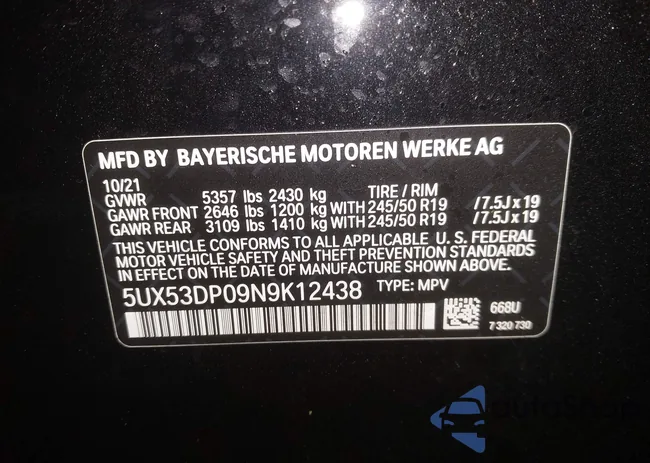 MFD BY BAYERISCHE MOTOREN WERKE AG
10/21
GVWR 5357 lbs 2430 kg TIRE / RIM
GAWR FRONT 2646 lbs 1200 kg WITH 245/50 R19 /7.5J x 19
GAWR REAR 3109 lbs 1410 kg WITH 245/50 R19 /7.5J x 19
THIS VEHICLE CONFORMS TO ALL APPLICABLE U. S. FEDERAL
MOTOR VEHICLE SAFETY AND THEFT PREVENTION STANDARDS
IN EFFECT ON THE DATE OF MANUFACTURE SHOWN ABOVE.
5UX53DP09N9K12438 TYPE: MPV
668U
7 320 730